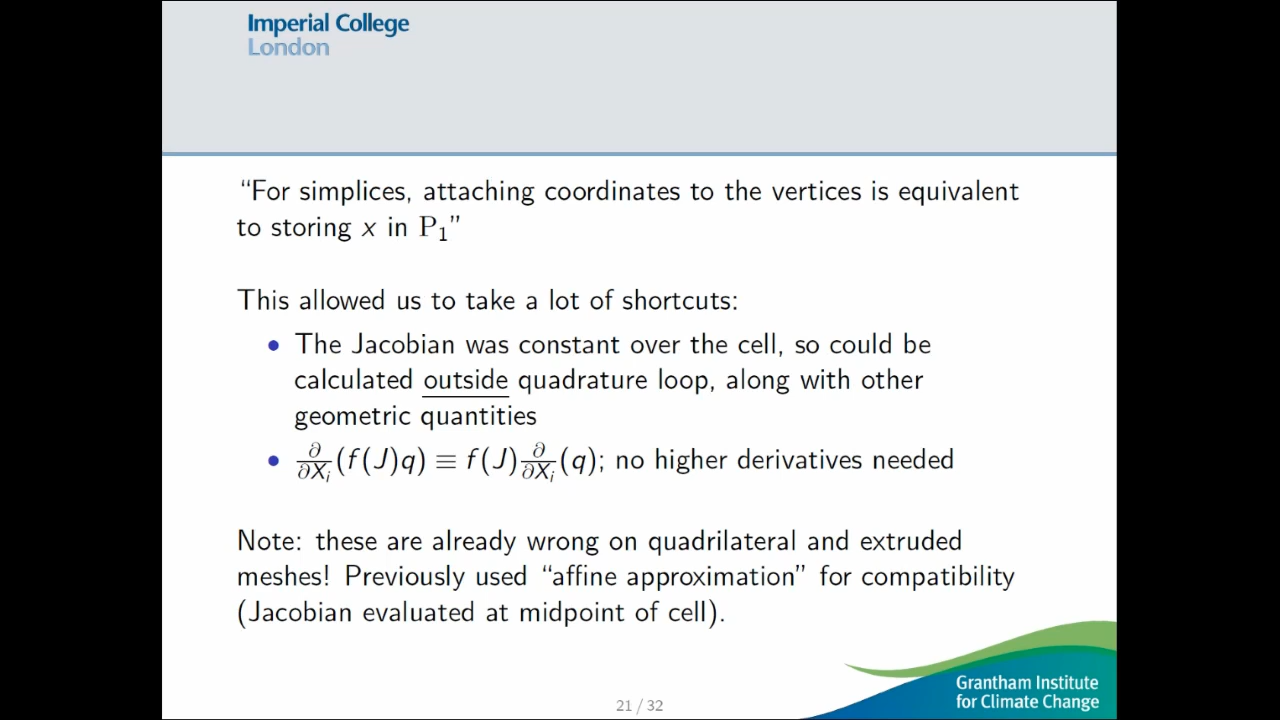 Imperial College
London
“For simplices, attaching coordinates to the vertices is equivalent
to storing x in P₁”
This allowed us to take a lot of shortcuts:
• The Jacobian was constant over the cell, so could be
calculated outside quadrature loop, along with other
geometric quantities
• ∂/∂Xᵢ (f(J)q) ≡ f(J) ∂/∂Xᵢ (q); no higher derivatives needed
Note: these are already wrong on quadrilateral and extruded
meshes! Previously used “affine approximation” for compatibility
(Jacobian evaluated at midpoint of cell).
Grantham Institute
for Climate Change
21 / 32